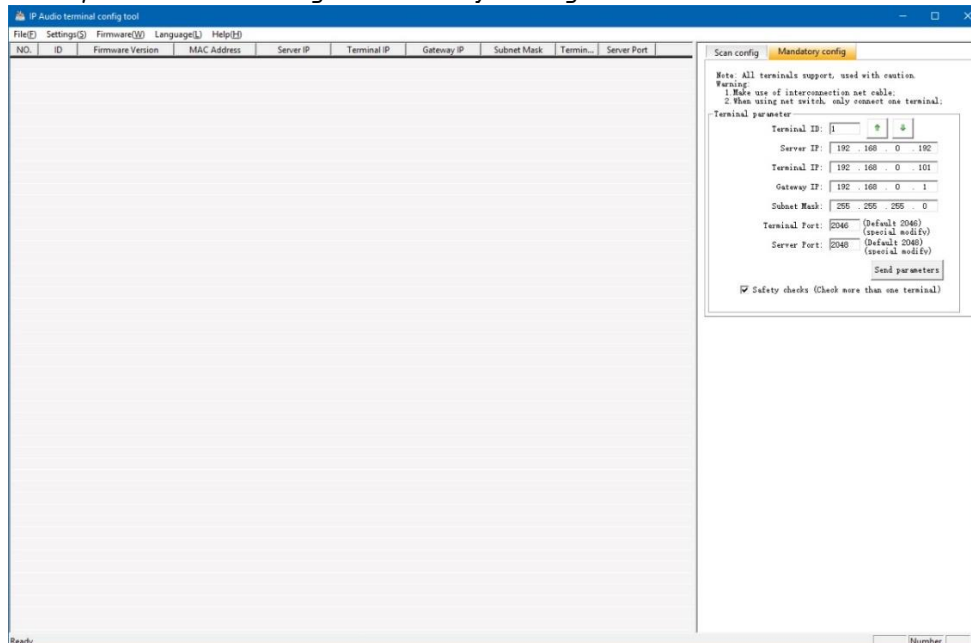 IP Audio terminal config tool
File(F) Settings(S) Firmware(W) Language(L) Help(H)
NO. ID Firmware Version MAC Address Server IP Terminal IP Gateway IP Subnet Mask Termin... Server Port
Scan config Mandatory config
Note: All terminals support, used with caution.
Warning:
1.Make use of interconnection net cable;
2.When using net switch, only connect one terminal;
Terminal parameter
Terminal ID: 1
Server IP: 192 . 168 . 0 . 192
Terminal IP: 192 . 168 . 0 . 101
Gateway IP: 192 . 168 . 0 . 1
Subnet Mask: 255 . 255 . 255 . 0
Terminal Port: 2046 (Default 2046)
(special modify)
Server Port: 2048 (Default 2048)
(special modify)
Send parameters
Safety checks (Check more than one terminal)
Ready
Number